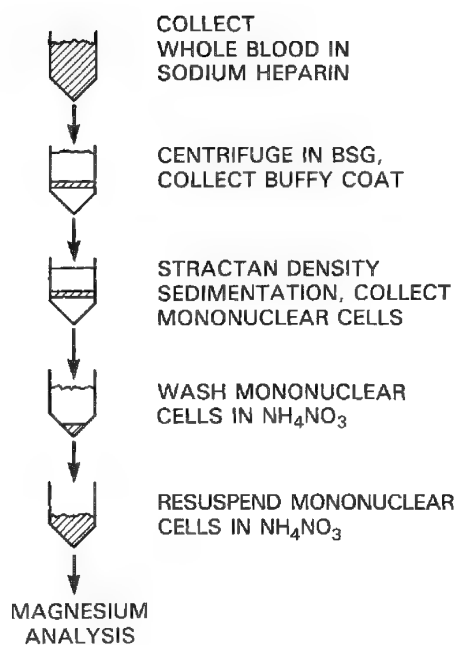 COLLECT
WHOLE BLOOD IN
SODIUM HEPARIN
CENTRIFUGE IN BSG,
COLLECT BUFFY COAT
STRACTAN DENSITY
SEDIMENTATION, COLLECT
MONONUCLEAR CELLS
WASH MONONUCLEAR
CELLS IN NH₄NO₃
RESUSPEND MONONUCLEAR
CELLS IN NH₄NO₃
MAGNESIUM
ANALYSIS